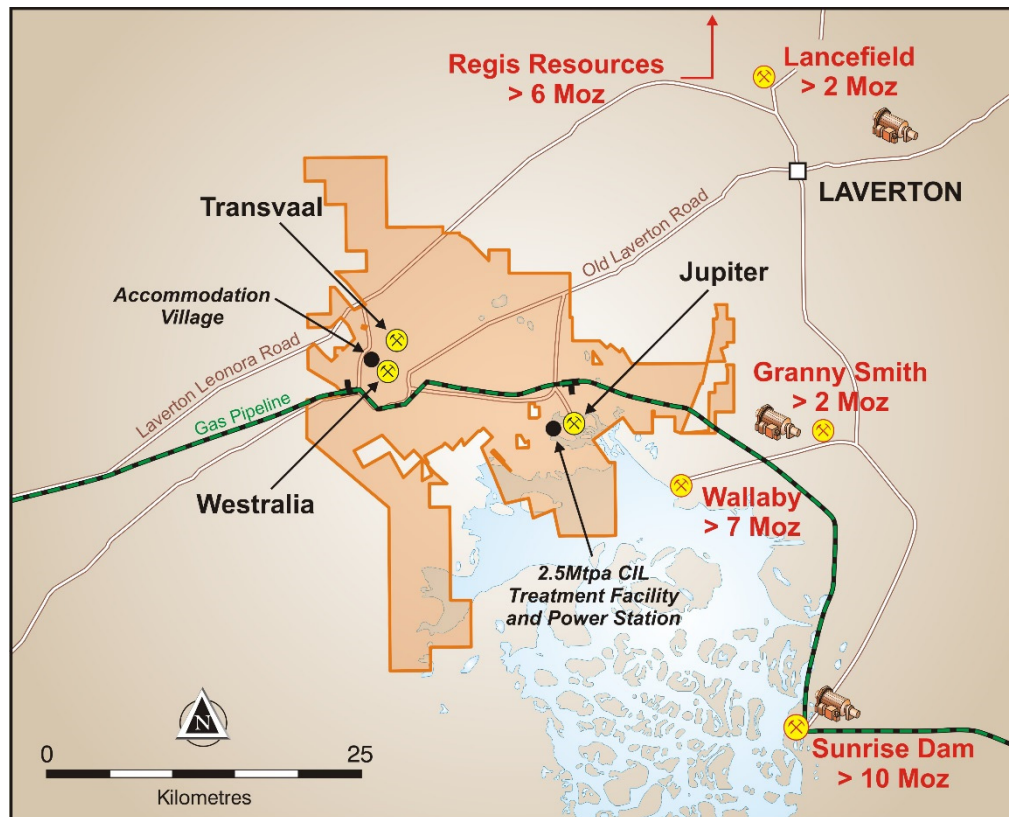 Regis Resources
> 6 Moz
Lancefield
> 2 Moz
LAVERTON
Transvaal
Old Laverton Road
Jupiter
Accommodation
Village
Laverton Leonora Road
Gas Pipeline
Granny Smith
> 2 Moz
Westralia
Wallaby
> 7 Moz
2.5Mtpa CIL
Treatment Facility
and Power Station
N
0
25
Kilometres
Sunrise Dam
> 10 Moz